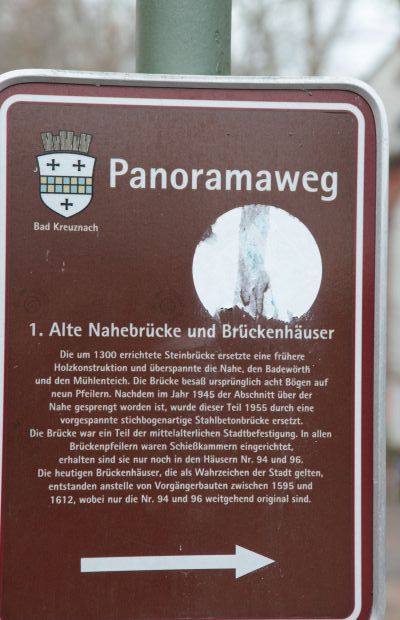 Panoramaweg
Bad Kreuznach
1. Alte Nahebrücke und Brückenhäuser
Die um 1300 errichtete Steinbrücke ersetzte eine frühere
Holzkonstruktion und überspannte die Nahe, den Badewörth
und den Mühlenteich. Die Brücke besaß ursprünglich acht Bögen auf
neun Pfeilern. Nachdem im Jahr 1945 der Abschnitt über der
Nahe gesprengt worden ist, wurde dieser Teil 1955 durch eine
vorgespannte stichbogenartige Stahlbetonbrücke ersetzt.
Die Brücke war ein Teil der mittelalterlichen Stadtbefestigung. In allen
Brückenpfeilern waren Schießkammern eingerichtet,
erhalten sind sie nur noch in den Häusern Nr. 94 und 96.
Die heutigen Brückenhäuser, die als Wahrzeichen der Stadt gelten,
entstanden anstelle von Vorgängerbauten zwischen 1595 und
1612, wobei nur die Nr. 94 und 96 weitgehend original sind.